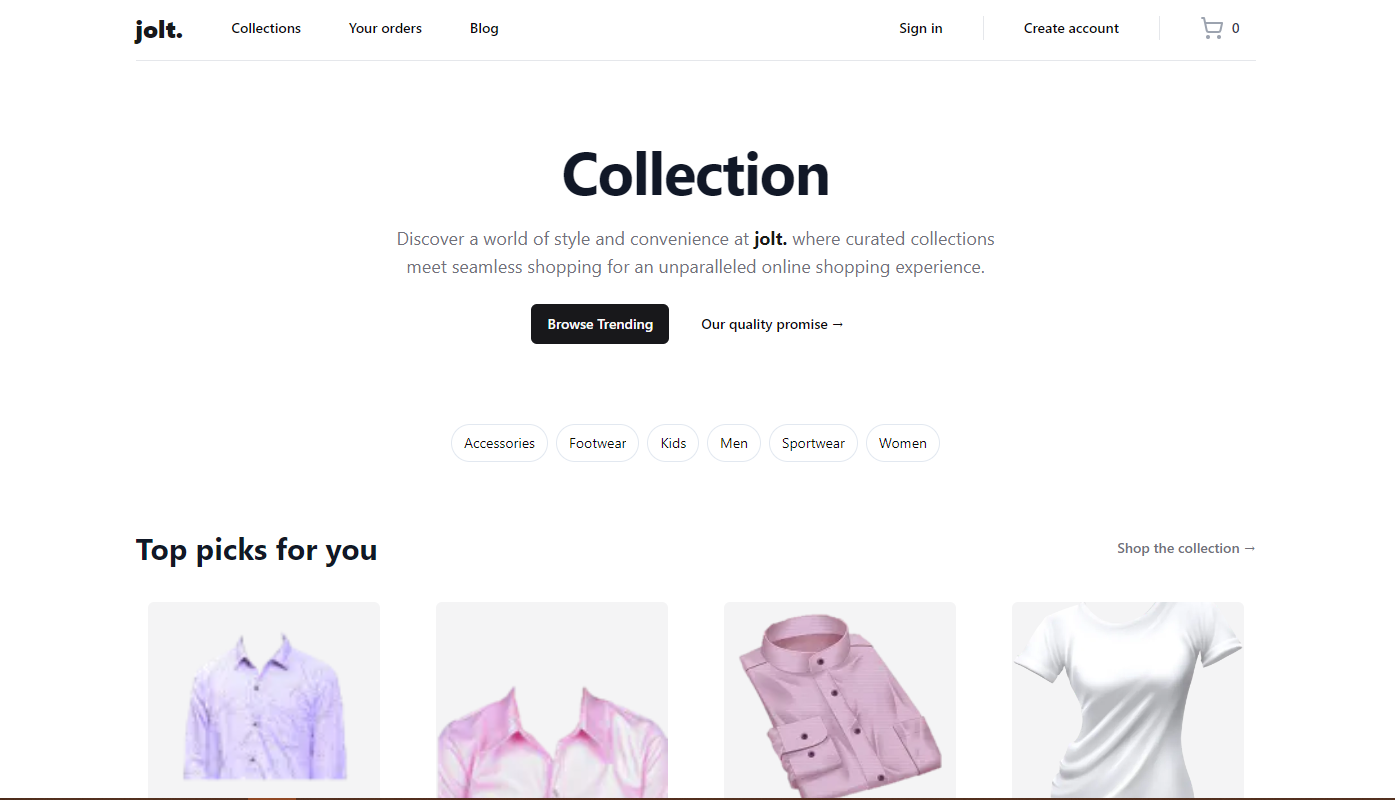 jolt. Collections Your orders Blog Sign in Create account 0
Collection
Discover a world of style and convenience at jolt. where curated collections
meet seamless shopping for an unparalleled online shopping experience.
Browse Trending Our quality promise →
Accessories Footwear Kids Men Sportwear Women
Top picks for you Shop the collection →